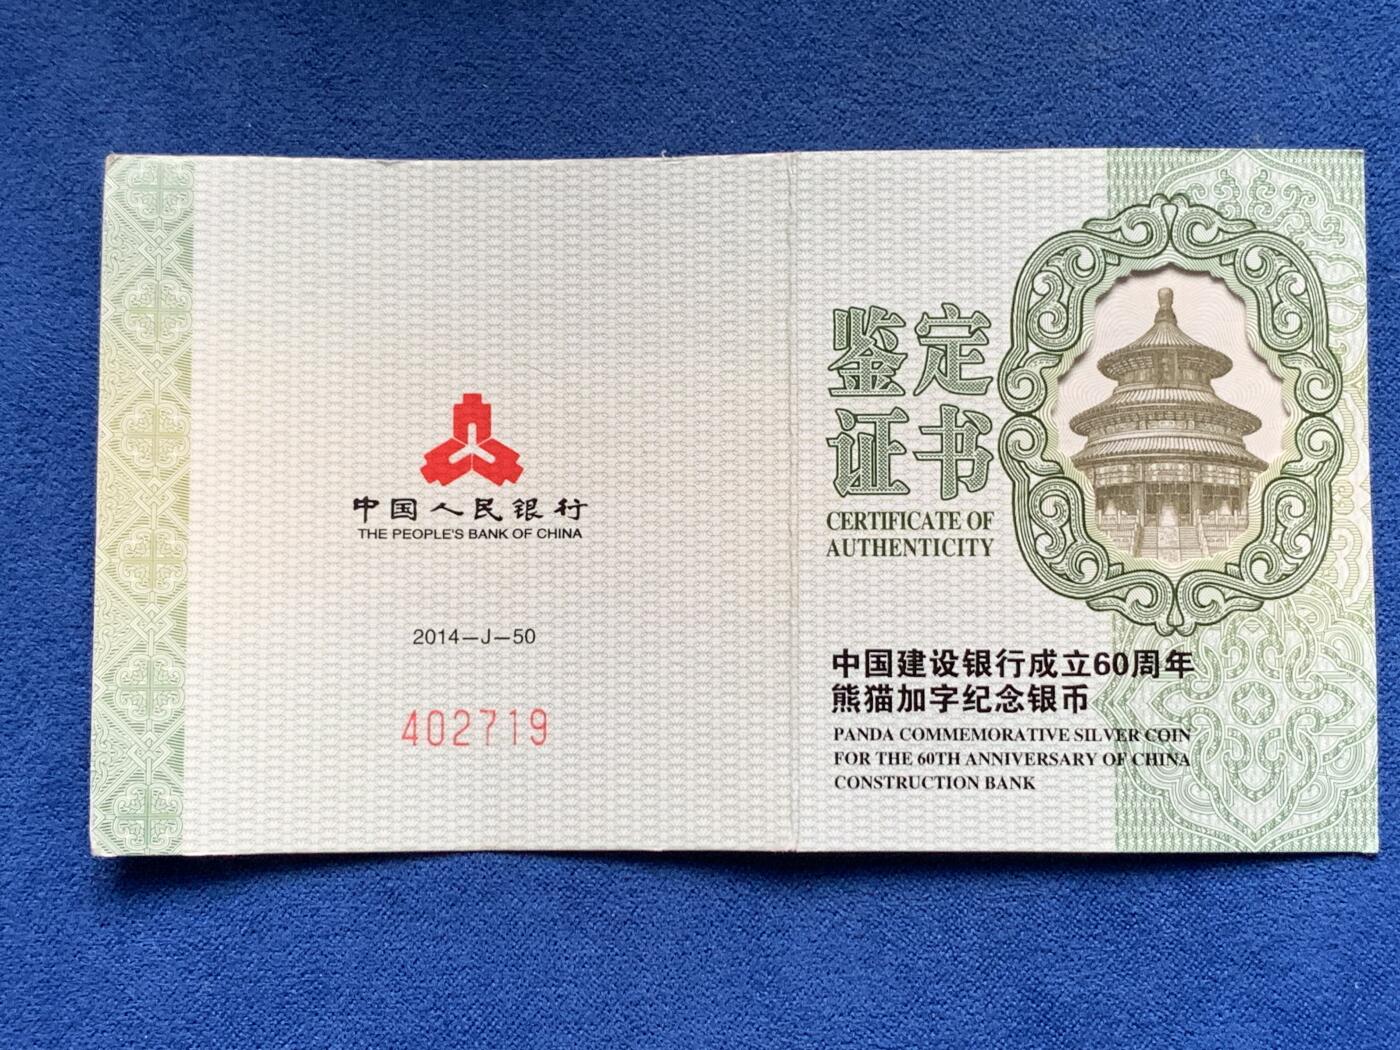 中国人民银行
THE PEOPLE'S BANK OF CHINA
2014-J-50
402719
鉴定
证书
CERTIFICATE OF
AUTHENTICITY
中国建设银行成立60周年
熊猫加字纪念银币
PANDA COMMEMORATIVE SILVER COIN
FOR THE 60TH ANNIVERSARY OF CHINA
CONSTRUCTION BANK